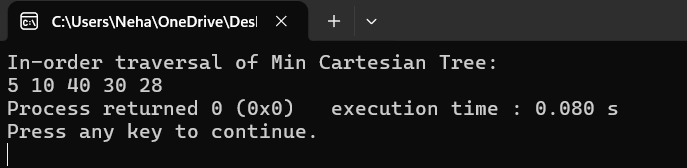 C:\Users\Neha\OneDrive\Des
In-order traversal of Min Cartesian Tree:
5 10 40 30 28
Process returned 0 (0x0)   execution time : 0.080 s
Press any key to continue.